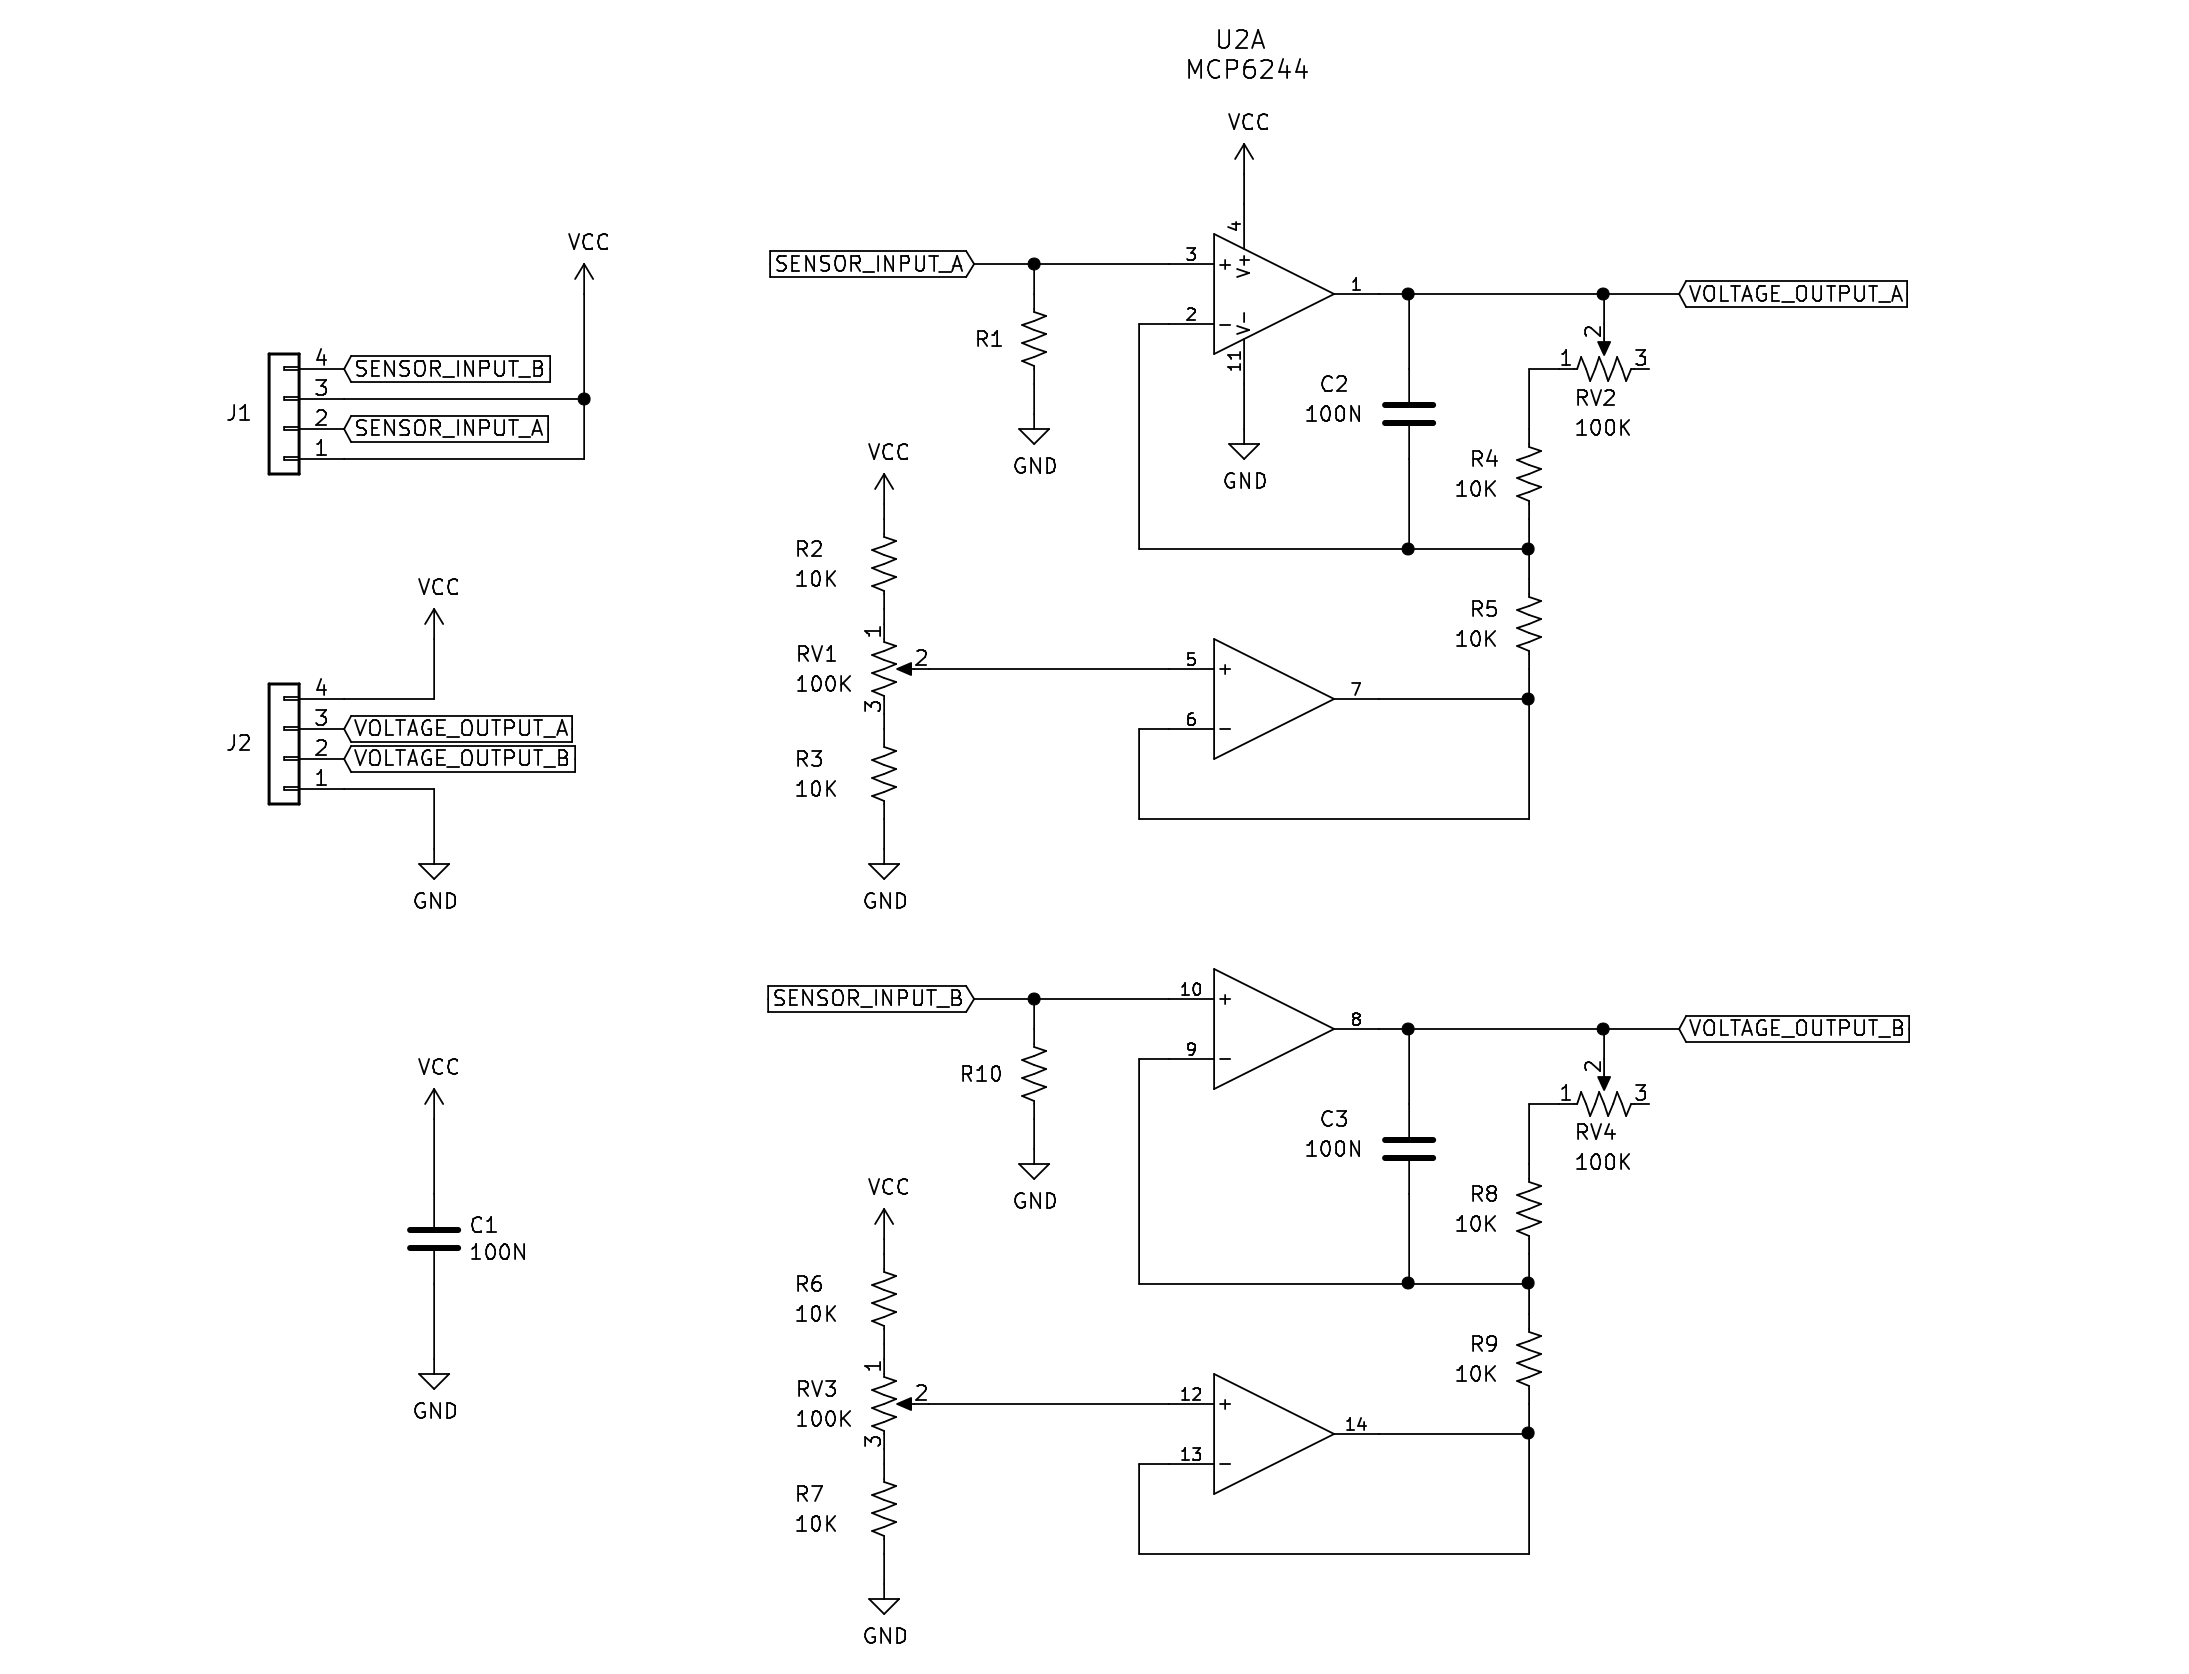 U2A
MCP6244
VCC
4
V+
SENSOR_INPUT_A
3
+
1
VOLTAGE_OUTPUT_A
2
-
V-
11
R1
GND
GND
C2
100N
2
1
3
RV2
100K
R4
10K
R5
10K
VCC
4
SENSOR_INPUT_B
3
2
SENSOR_INPUT_A
1
J1
VCC
R2
10K
1
RV1
100K
2
3
R3
10K
GND
5
+
6
-
7
VCC
4
3
VOLTAGE_OUTPUT_A
2
VOLTAGE_OUTPUT_B
1
J2
GND
SENSOR_INPUT_B
10
+
9
-
8
VOLTAGE_OUTPUT_B
R10
GND
C3
100N
2
1
3
RV4
100K
R8
10K
R9
10K
VCC
C1
100N
GND
VCC
R6
10K
1
RV3
100K
2
3
R7
10K
GND
12
+
13
-
14